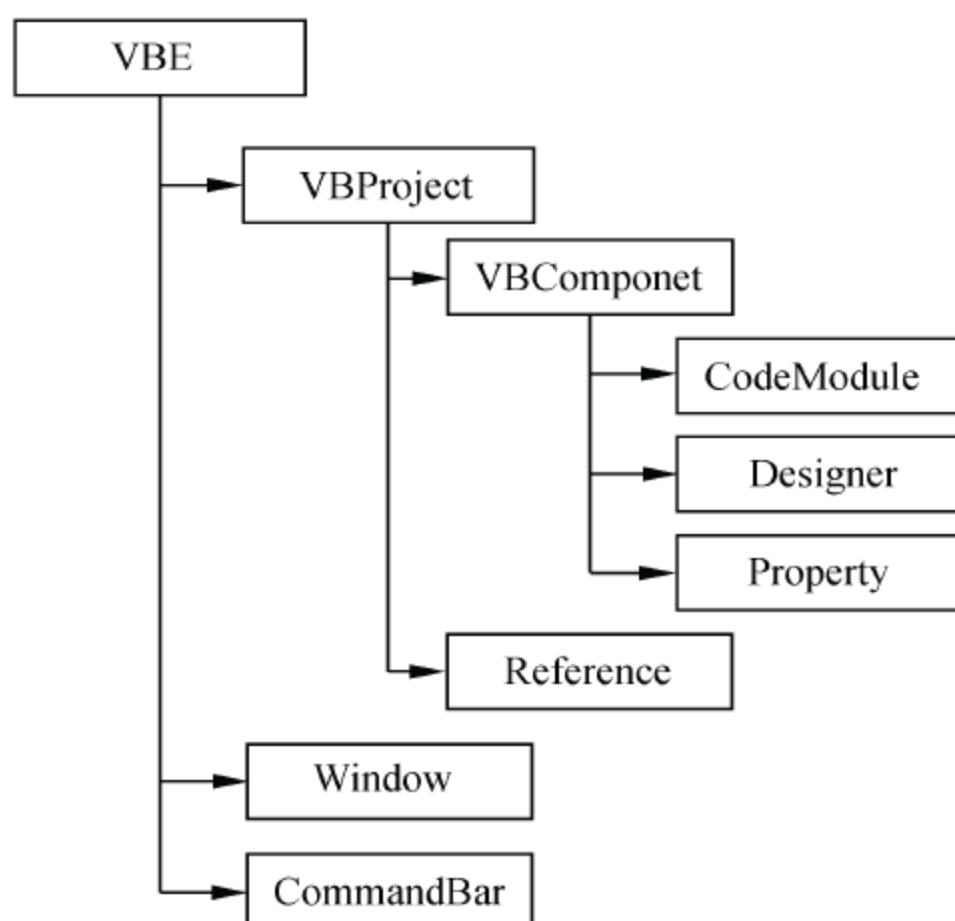 VBE
VBProject
VBComponet
CodeModule
Designer
Property
Reference
Window
CommandBar